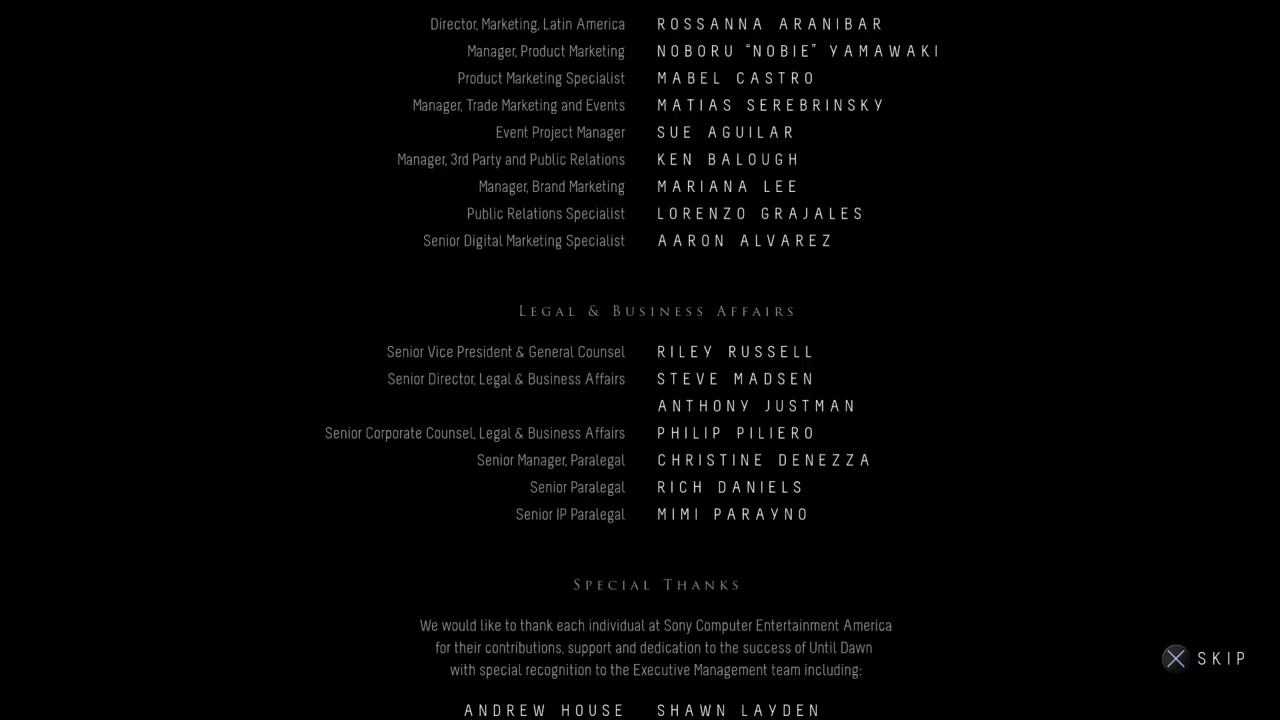 Director, Marketing, Latin America ROSSANNA ARANIBAR
Manager, Product Marketing NOBORU “NOBIE” YAMAWAKI
Product Marketing Specialist MABEL CASTRO
Manager, Trade Marketing and Events MATIAS SEREBRINSKY
Event Project Manager SUE AGUILAR
Manager, 3rd Party and Public Relations KEN BALOUGH
Manager, Brand Marketing MARIANA LEE
Public Relations Specialist LORENZO GRAJALES
Senior Digital Marketing Specialist AARON ALVAREZ
LEGAL & BUSINESS AFFAIRS
Senior Vice President & General Counsel RILEY RUSSELL
Senior Director, Legal & Business Affairs STEVE MADSEN
ANTHONY JUSTMAN
Senior Corporate Counsel, Legal & Business Affairs PHILIP PILIERO
Senior Manager, Paralegal CHRISTINE DENEZZA
Senior Paralegal RICH DANIELS
Senior IP Paralegal MIMI PARAYNO
SPECIAL THANKS
We would like to thank each individual at Sony Computer Entertainment America
for their contributions, support and dedication to the success of Until Dawn
with special recognition to the Executive Management team including:
SKIP
ANDREW HOUSE SHAWN LAYDEN